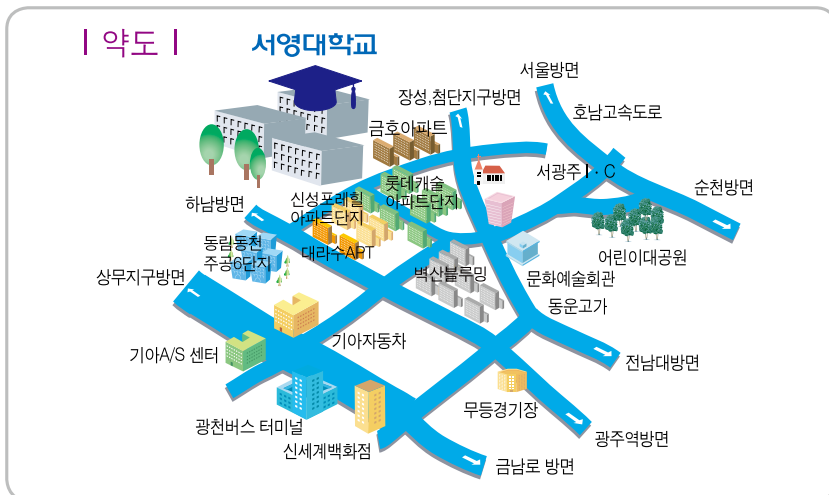 약도
서영대학교
서울방면
장성,첨단지구방면
호남고속도로
금호아파트
서광주 I·C
순천방면
롯데캐슬
아파트단지
하남방면
신성포레힐
아파트단지
동림동천
주공6단지
대라수APT
어린이대공원
벽산블루밍
문화예술회관
상무지구방면
동운고가
기아자동차
기아A/S 센터
전남대방면
무등경기장
광천버스 터미널
광주역방면
신세계백화점
금남로 방면